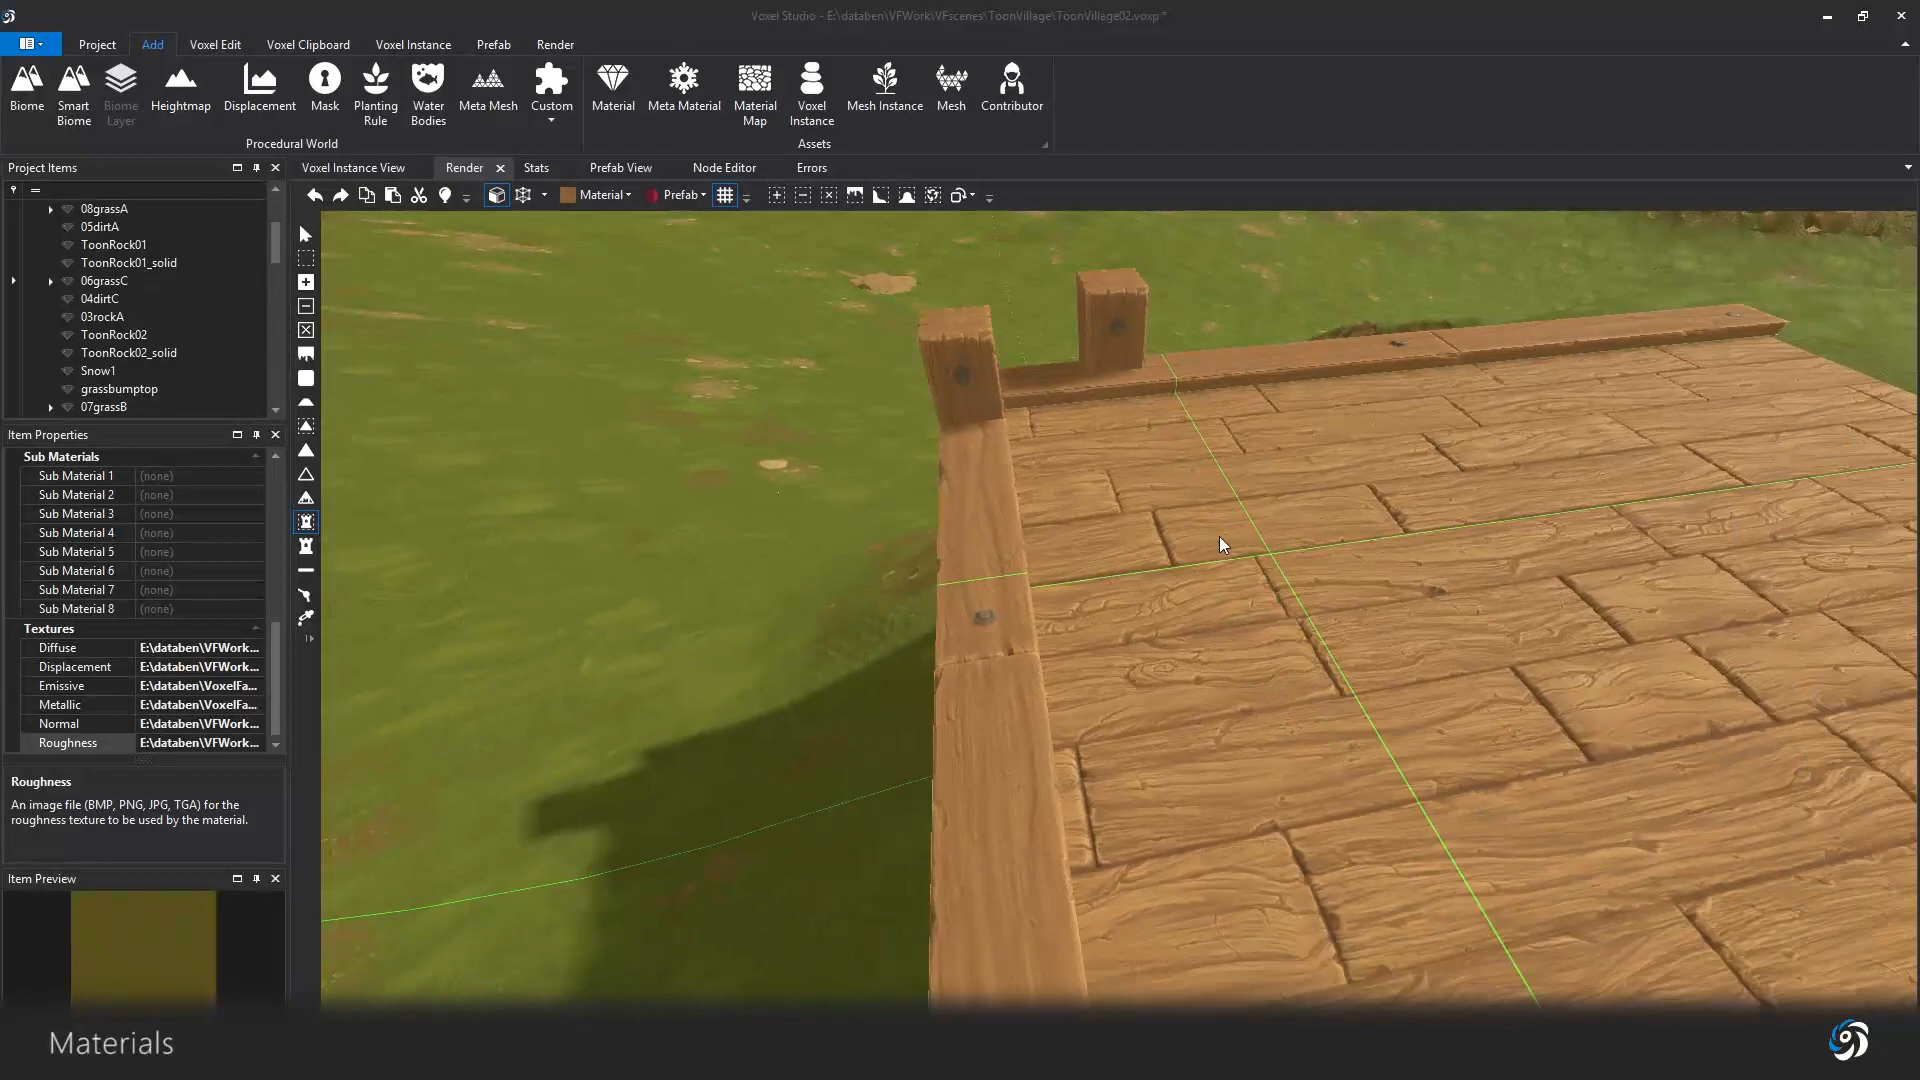 Voxel Studio - E:\databen\VFWork\VFscenes\ToonVillage\ToonVillage02.voxp *
Project
Add
Voxel Edit
Voxel Clipboard
Voxel Instance
Prefab
Render
Biome
Smart Biome
Biome Layer
Heightmap
Displacement
Mask
Planting Rule
Water Bodies
Meta Mesh
Custom
Material
Meta Material
Material Map
Voxel Instance
Mesh Instance
Mesh
Contributor
Procedural World
Assets
Project Items
Voxel Instance View
Render
Stats
Prefab View
Node Editor
Errors
Material
Prefab
08grassA
05dirtA
ToonRock01
ToonRock01_solid
06grassC
04dirtC
03rockA
ToonRock02
ToonRock02_solid
Snow1
grassbumptop
07grassB
Item Properties
Sub Materials
Sub Material 1 (none)
Sub Material 2 (none)
Sub Material 3 (none)
Sub Material 4 (none)
Sub Material 5 (none)
Sub Material 6 (none)
Sub Material 7 (none)
Sub Material 8 (none)
Textures
Diffuse E:\databen\VFWork...
Displacement E:\databen\VFWork...
Emissive E:\databen\VoxelFa...
Metallic E:\databen\VoxelFa...
Normal E:\databen\VFWork...
Roughness E:\databen\VFWork...
Roughness
An image file (BMP, PNG, JPG, TGA) for the
roughness texture to be used by the material.
Item Preview
Materials